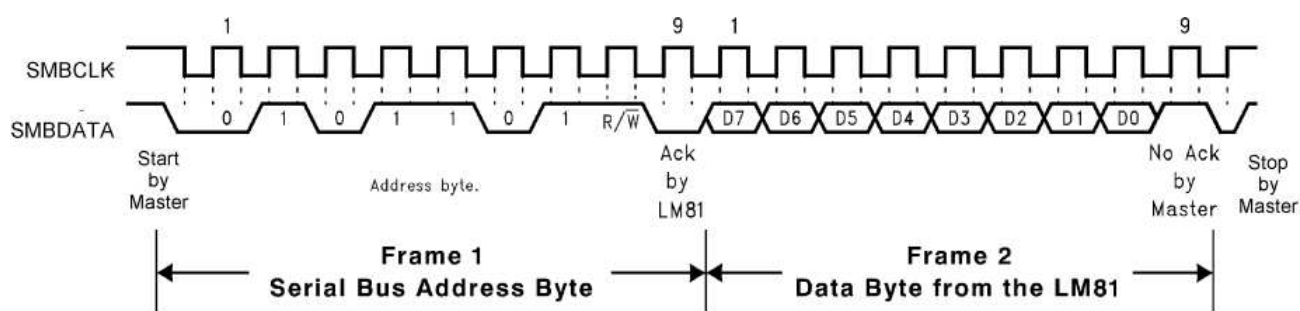 1 9 1 9
SMBCLK
SMBDATA 0 1 0 1 1 0 1 R/W̅ D7 D6 D5 D4 D3 D2 D1 D0
Start
by
Master
Address byte.
Ack
by
LM81
No Ack
by
Master
Stop
by
Master
Frame 1
Serial Bus Address Byte
Frame 2
Data Byte from the LM81